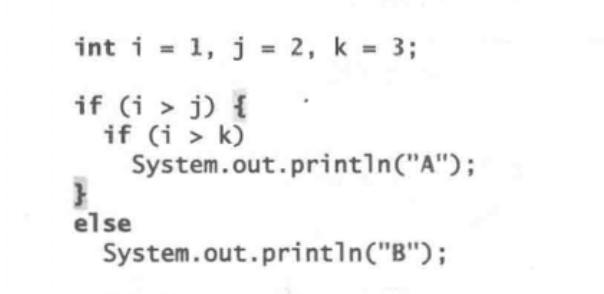 int i = 1, j = 2, k = 3;
if (i > j) {
if (i > k)
System.out.println("A");
}
else
System.out.println("B");